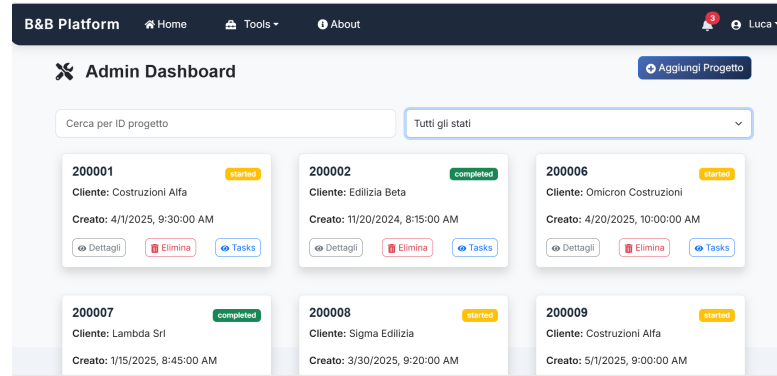 B&B Platform Home Tools About 3 Luca
Admin Dashboard Aggiungi Progetto
Cerca per ID progetto Tutti gli stati
200001 started
Cliente: Costruzioni Alfa
Creato: 4/1/2025, 9:30:00 AM
Dettagli Elimina Tasks
200002 completed
Cliente: Edilizia Beta
Creato: 11/20/2024, 8:15:00 AM
Dettagli Elimina Tasks
200006 started
Cliente: Omicron Costruzioni
Creato: 4/20/2025, 10:00:00 AM
Dettagli Elimina Tasks
200007 completed
Cliente: Lambda Srl
Creato: 1/15/2025, 8:45:00 AM
200008 started
Cliente: Sigma Edilizia
Creato: 3/30/2025, 9:20:00 AM
200009 started
Cliente: Costruzioni Alfa
Creato: 5/1/2025, 9:00:00 AM